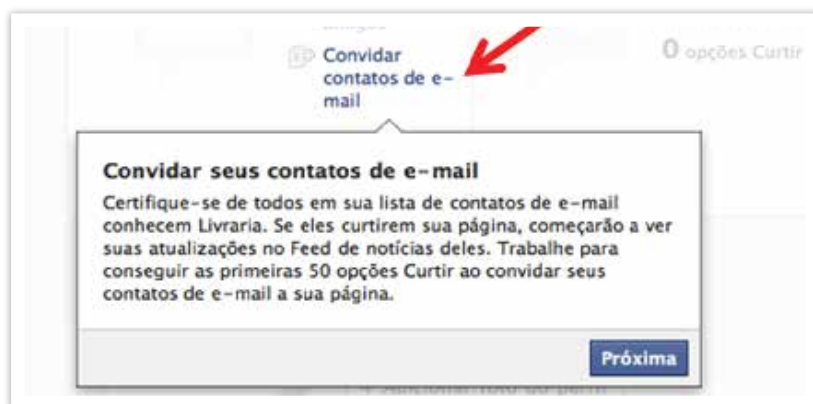 Convidar
contatos de e-
mail
0 opções Curtir
Convidar seus contatos de e-mail
Certifique-se de todos em sua lista de contatos de e-mail
conhecem Livraria. Se eles curtirem sua página, começarão a ver
suas atualizações no Feed de notícias deles. Trabalhe para
conseguir as primeiras 50 opções Curtir ao convidar seus
contatos de e-mail a sua página.
Próxima